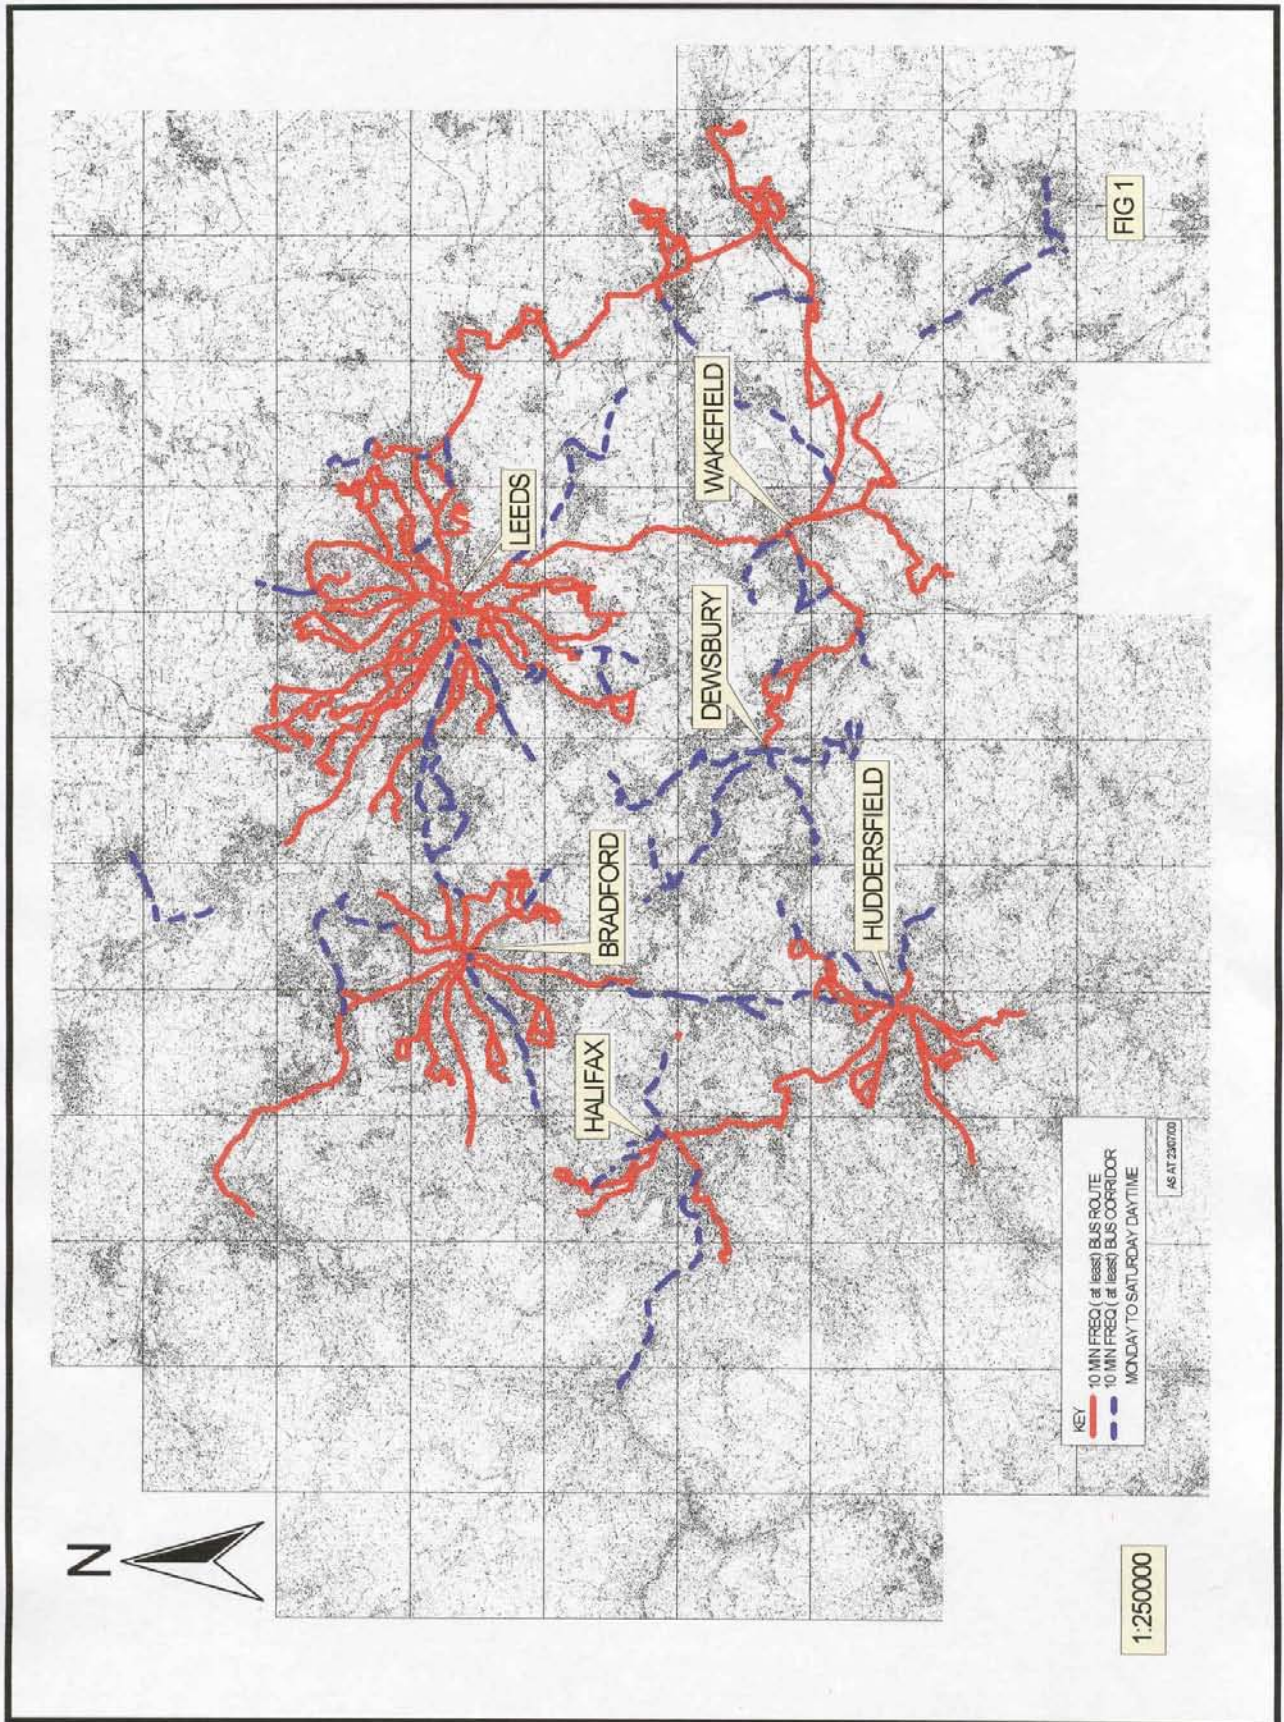 N
LEEDS
BRADFORD
WAKEFIELD
DEWSBURY
HALIFAX
HUDDERSFIELD
KEY
10 MIN FREQ ( at least) BUS ROUTE
10 MIN FREQ ( at least) BUS CORRIDOR
MONDAY TO SATURDAY DAYTIME
AS AT 23/07/00
1:250000
FIG 1